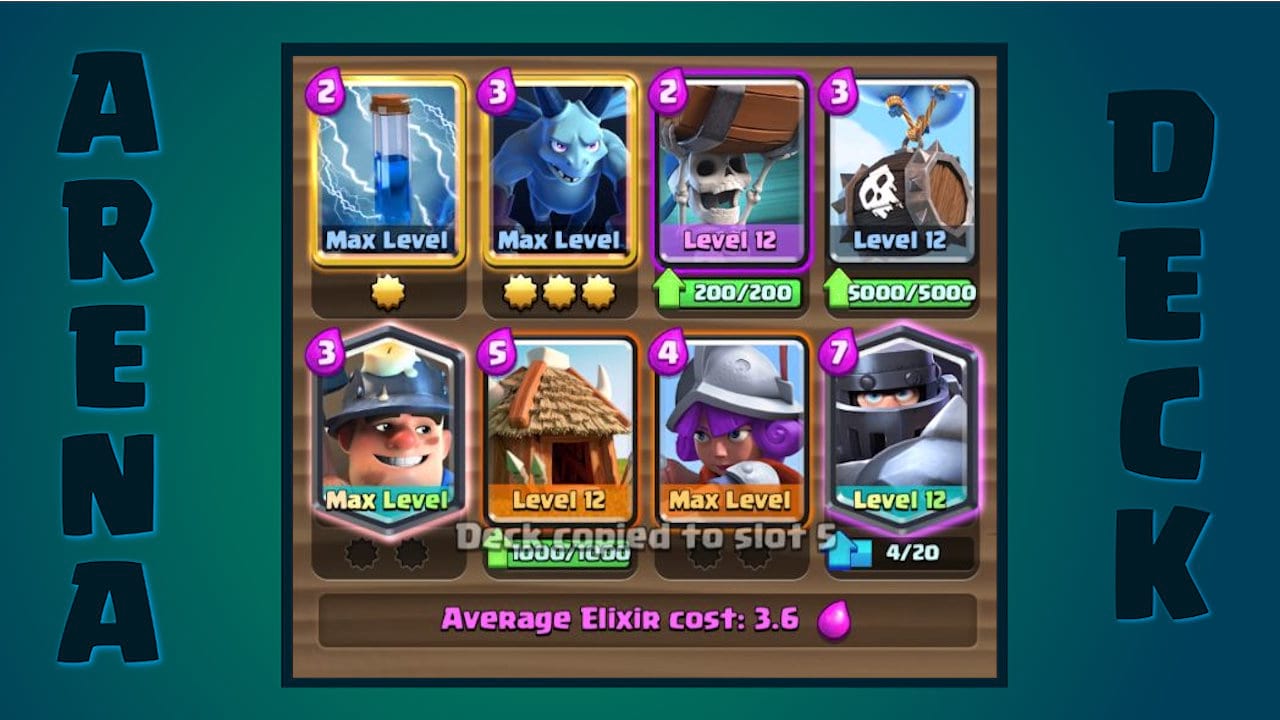 ARENA
DECK
2
3
2
3
Max Level
Max Level
Level 12
Level 12
200/200
5000/5000
3
5
4
7
Max Level
Level 12
Max Level
Level 12
Deck copied to slot 5
1000/1000
4/20
Average Elixir cost: 3.6